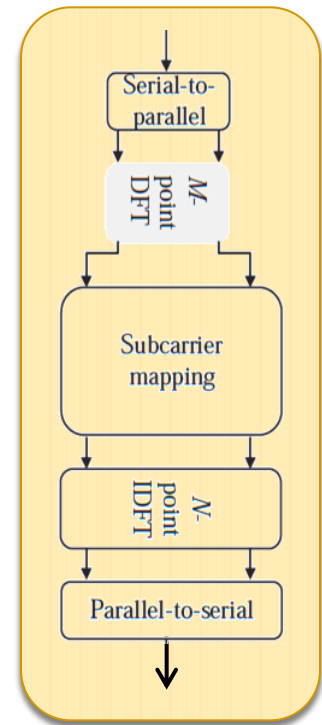 Serial-to-
parallel
M-
point
DFT
Subcarrier
mapping
N-
point
IDFT
Parallel-to-serial